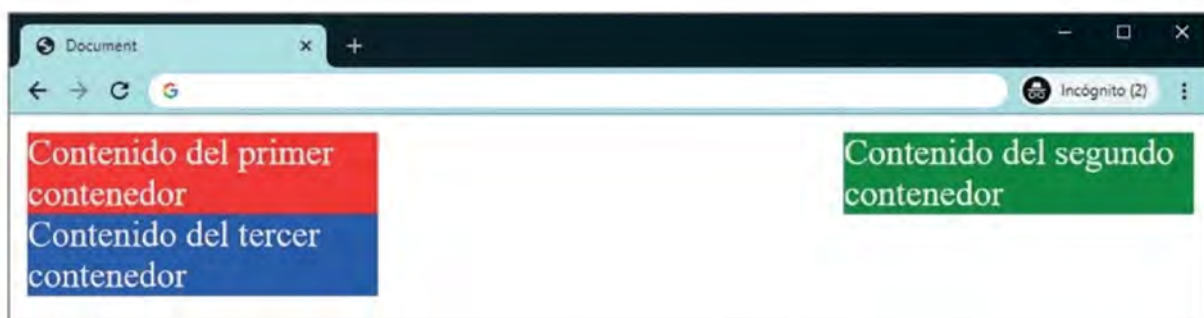 Document
Incógnito (2)
Contenido del primer
contenedor
Contenido del segundo
contenedor
Contenido del tercer
contenedor